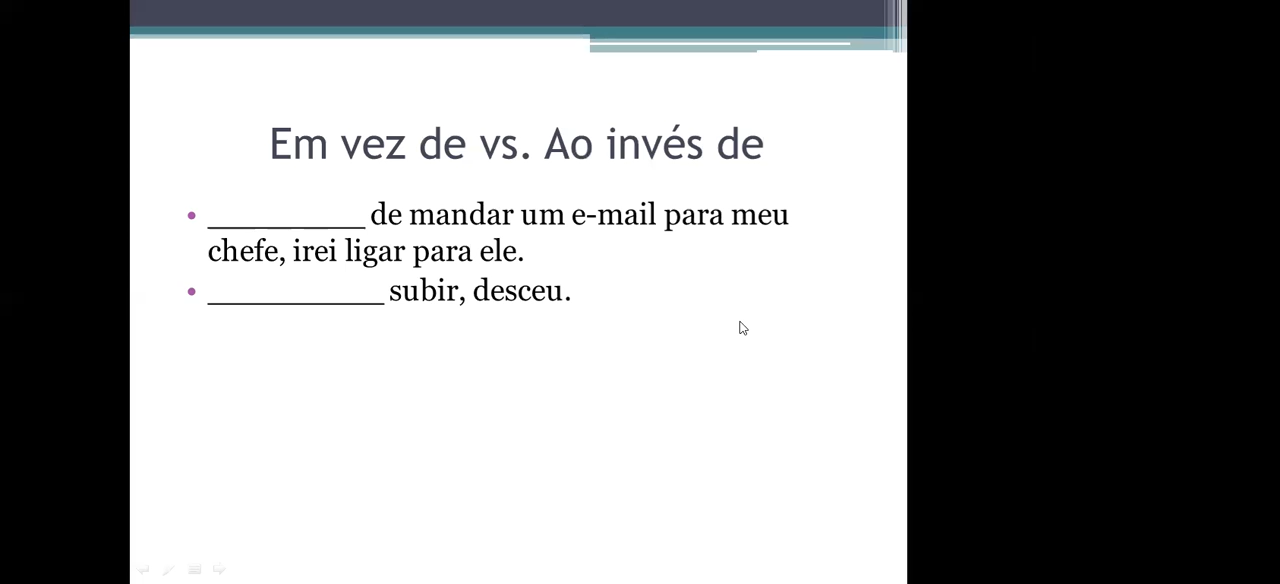 Em vez de vs. Ao invés de
• _________ de mandar um e-mail para meu
chefe, irei ligar para ele.
• __________ subir, desceu.